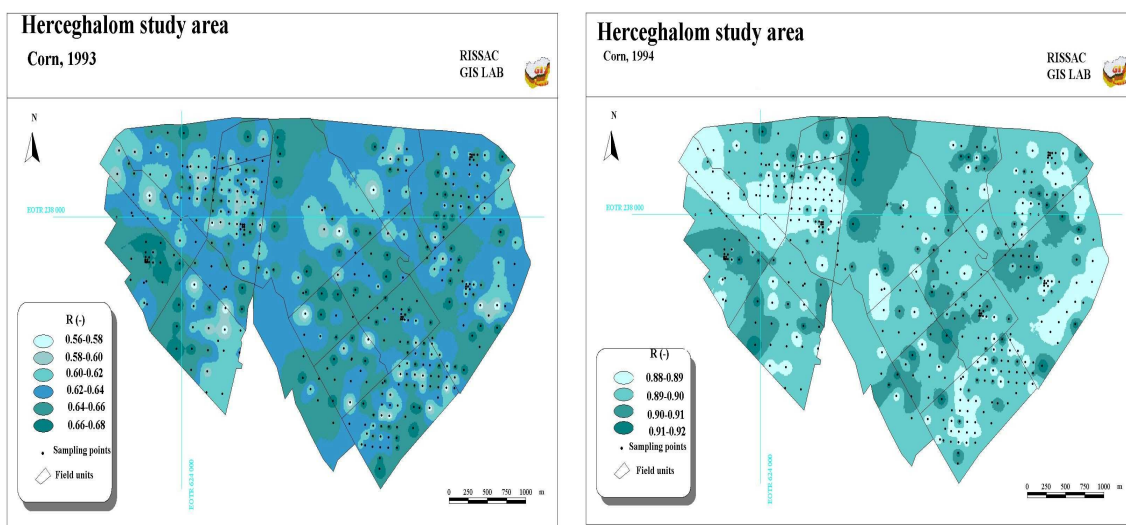 Herceghalom study area
Corn, 1993
RISSAC
GIS LAB
N
EOTR 238 000
EOTR 624 000
R (-)
0.56-0.58
0.58-0.60
0.60-0.62
0.62-0.64
0.64-0.66
0.66-0.68
Sampling points
Field units
0 250 500 750 1000 m
Herceghalom study area
Corn, 1994
RISSAC
GIS LAB
N
EOTR 238 000
EOTR 624 000
R (-)
0.88-0.89
0.89-0.90
0.90-0.91
0.91-0.92
Sampling points
Field units
0 250 500 750 1000 m